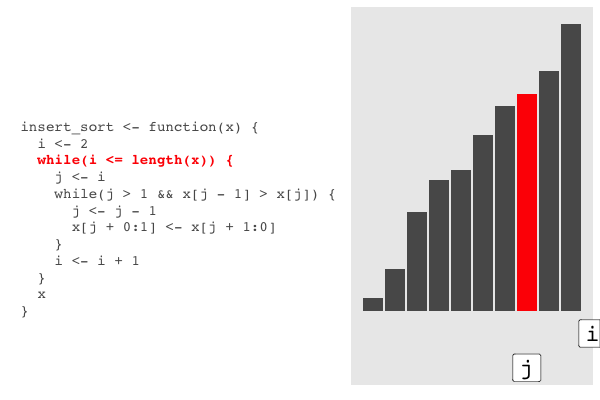 insert_sort <- function(x) {
  i <- 2
  while(i <= length(x)) {
    j <- i
    while(j > 1 && x[j - 1] > x[j]) {
      j <- j - 1
      x[j + 0:1] <- x[j + 1:0]
    }
    i <- i + 1
  }
  x
}
i
j